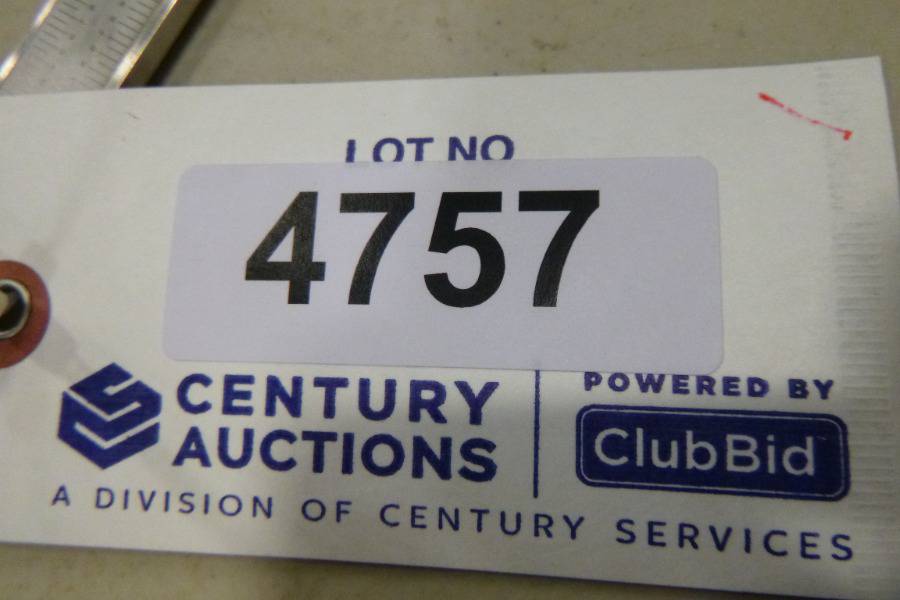 LOT NO
4757
CENTURY
AUCTIONS
A DIVISION OF CENTURY SERVICES
POWERED BY
ClubBid